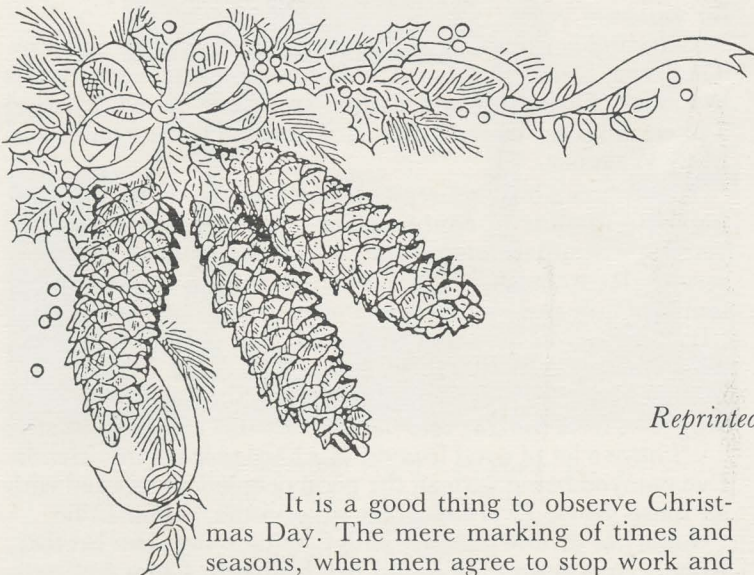 Reprinted
It is a good thing to observe Christ-
mas Day. The mere marking of times and
seasons, when men agree to stop work and